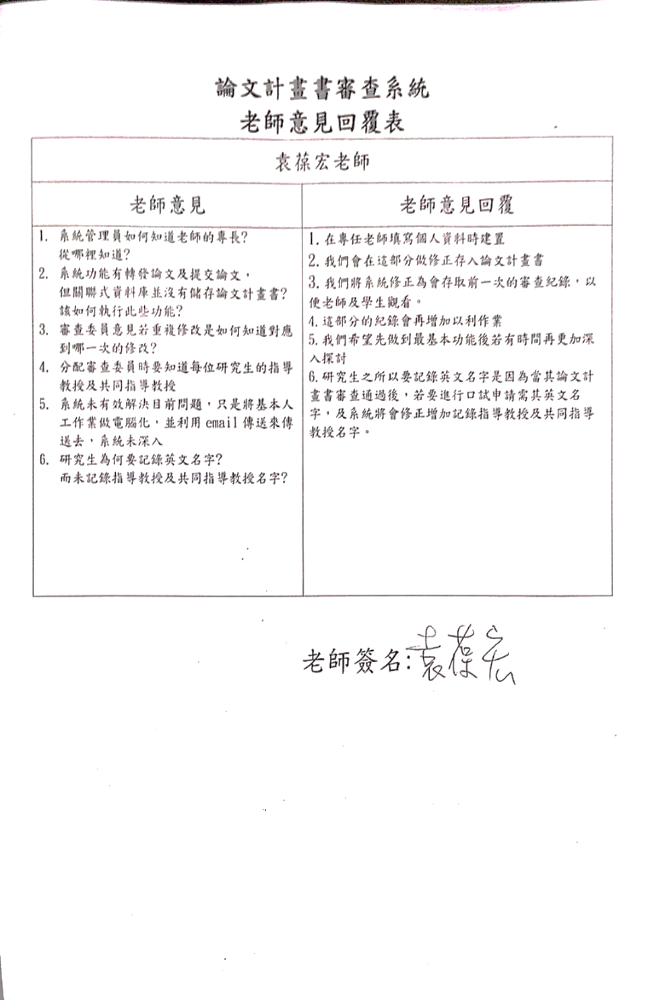 論文計畫書審查系統
老師意見回覆表
袁葆宏老師
老師意見
1. 系統管理員如何知道老師的專長?
從哪裡知道?
2. 系統功能有轉發論文及提交論文，
但關聯式資料庫並沒有儲存論文計畫書?
該如何執行此些功能?
3. 審查委員意見若重複修改是如何知道對應
到哪一次的修改?
4. 分配審查委員時要知道每位研究生的指導
教授及共同指導教授
5. 系統未有效解決目前問題，只是將基本人
工作業做電腦化，並利用 email 傳送來傳
送去，系統未深入
6. 研究生為何要記錄英文名字?
而未記錄指導教授及共同指導教授名字?
老師意見回覆
1. 在專任老師填寫個人資料時建置
2. 我們會在這部分做修正存入論文計畫書
3. 我們將系統修正為會存取前一次的審查紀錄，以
便老師及學生觀看。
4. 這部分的紀錄會再增加以利作業
5. 我們希望先做到最基本功能後若有時間再更加深
入探討
6. 研究生之所以要記錄英文名字是因為當其論文計
畫書審查通過後，若要進行口試申請需其英文名
字，及系統將會修正增加記錄指導教授及共同指導
教授名字。
老師簽名:袁葆宏